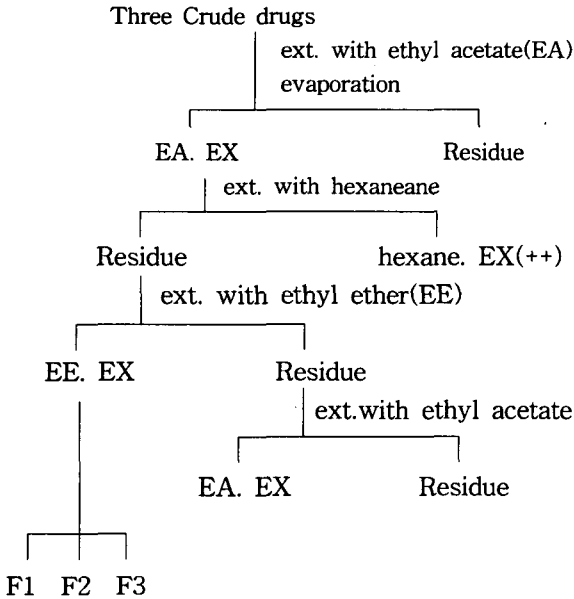 Three Crude drugs
ext. with ethyl acetate(EA)
evaporation
EA. EX Residue
ext. with hexaneane
Residue hexane. EX(++)
ext. with ethyl ether(EE)
EE. EX Residue
ext.with ethyl acetate
EA. EX Residue
F1 F2 F3